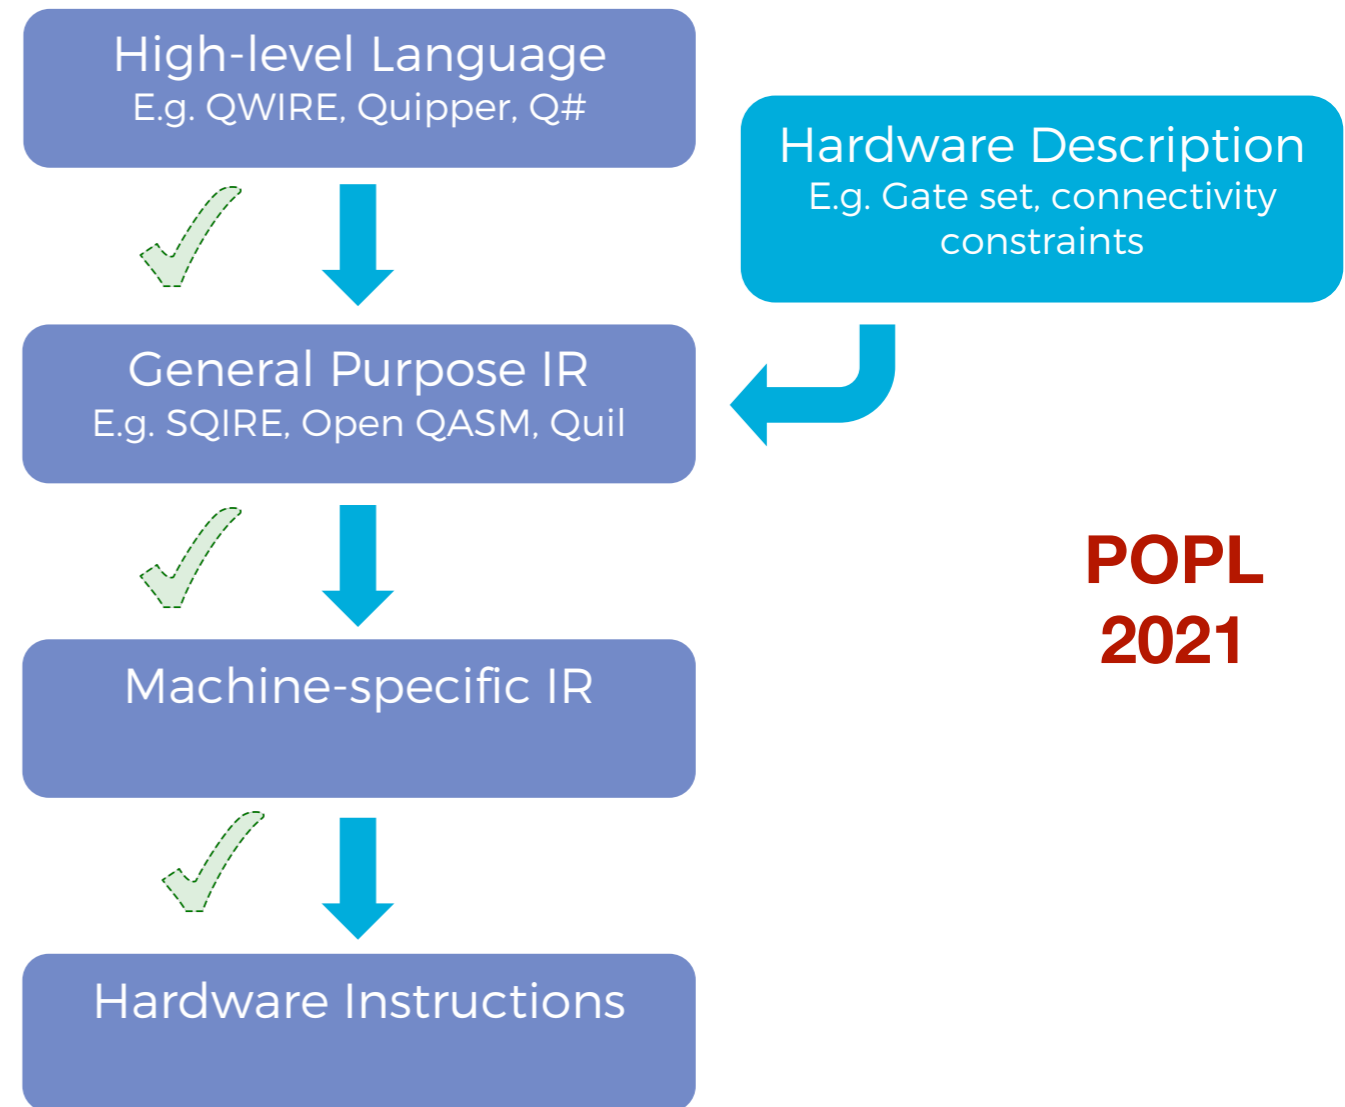 High-level Language
E.g. QWIRE, Quipper, Q#
Hardware Description
E.g. Gate set, connectivity
constraints
General Purpose IR
E.g. SQIRE, Open QASM, Quil
POPL
2021
Machine-specific IR
Hardware Instructions